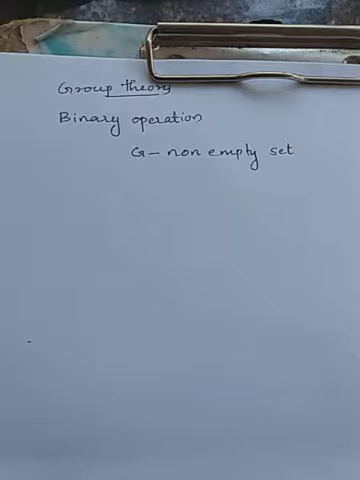 Group theory
Binary operation
G - non empty set